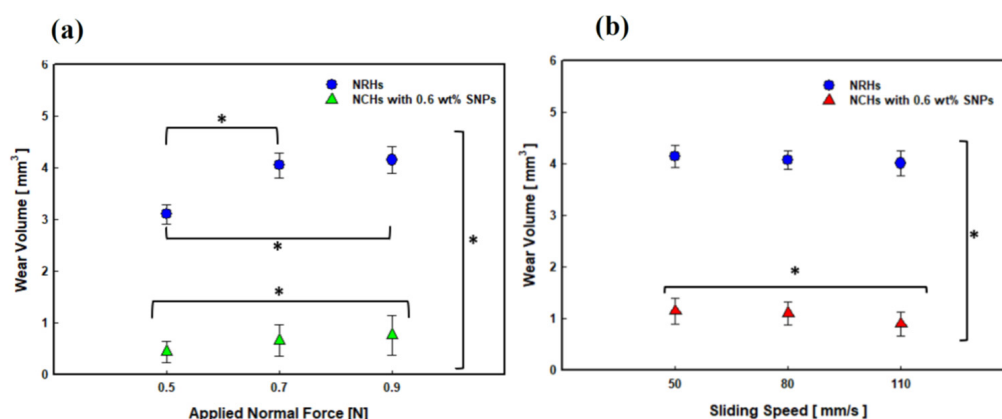 (a)
6
5
4
3
2
1
0
Wear Volume [ mm³ ]
NRHs
NCHs with 0.6 wt% SNPs
*
*
*
*
0.5 0.7 0.9
Applied Normal Force [N]
(b)
6
5
4
3
2
1
0
Wear Volume [ mm³ ]
NRHs
NCHs with 0.6 wt% SNPs
*
*
50 80 110
Sliding Speed [ mm/s ]